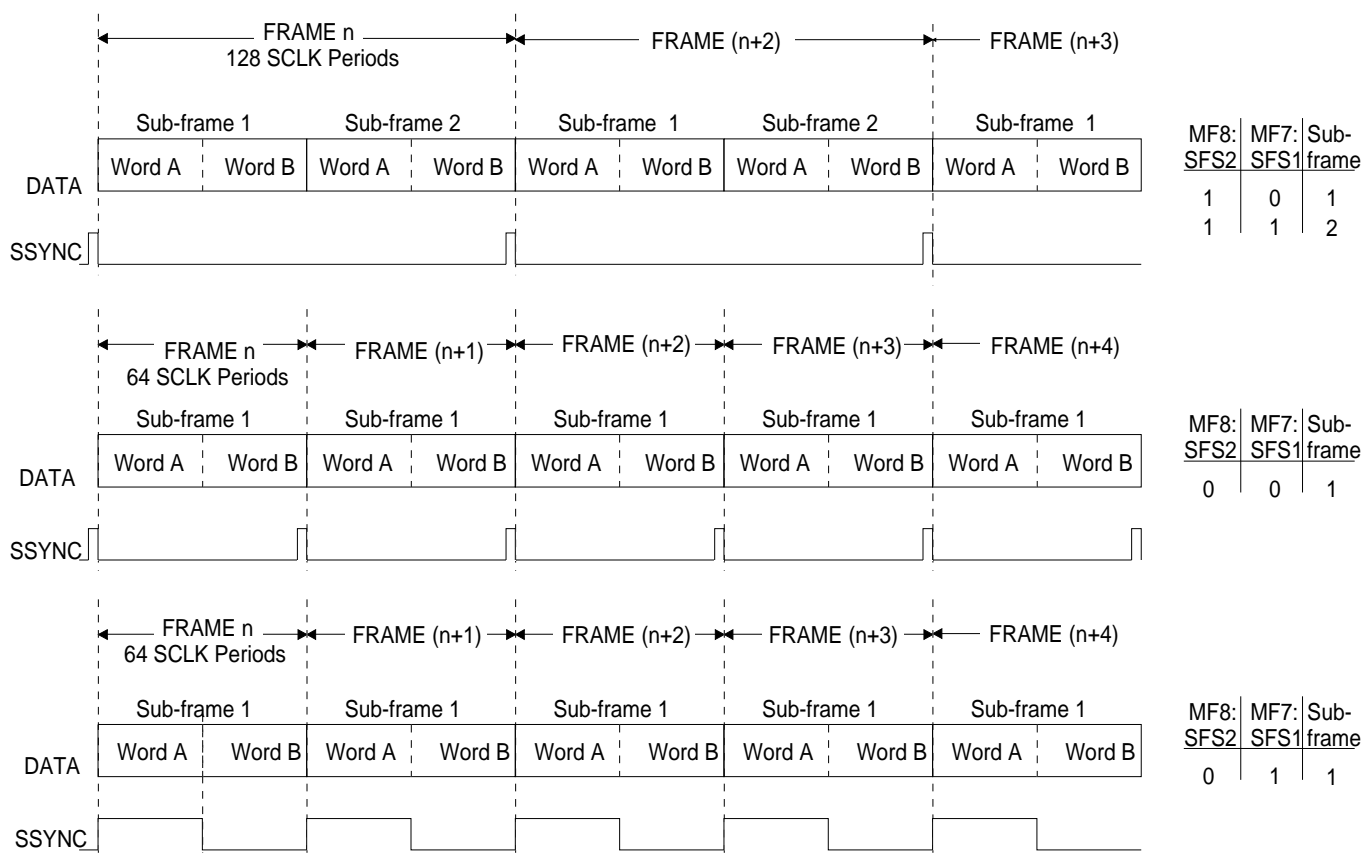 FRAME n FRAME (n+2) FRAME (n+3)
128 SCLK Periods
Sub-frame 1 Sub-frame 2 Sub-frame 1 Sub-frame 2 Sub-frame 1
MF8: MF7: Sub-
SFS2 SFS1 frame
DATA Word A Word B Word A Word B Word A Word B Word A Word B Word A Word B
1 0 1
1 1 2
SSYNC
FRAME n FRAME (n+1) FRAME (n+2) FRAME (n+3) FRAME (n+4)
64 SCLK Periods
Sub-frame 1 Sub-frame 1 Sub-frame 1 Sub-frame 1 Sub-frame 1
MF8: MF7: Sub-
SFS2 SFS1 frame
DATA Word A Word B Word A Word B Word A Word B Word A Word B Word A Word B
0 0 1
SSYNC
FRAME n FRAME (n+1) FRAME (n+2) FRAME (n+3) FRAME (n+4)
64 SCLK Periods
Sub-frame 1 Sub-frame 1 Sub-frame 1 Sub-frame 1 Sub-frame 1
MF8: MF7: Sub-
SFS2 SFS1 frame
DATA Word A Word B Word A Word B Word A Word B Word A Word B Word A Word B
0 1 1
SSYNC